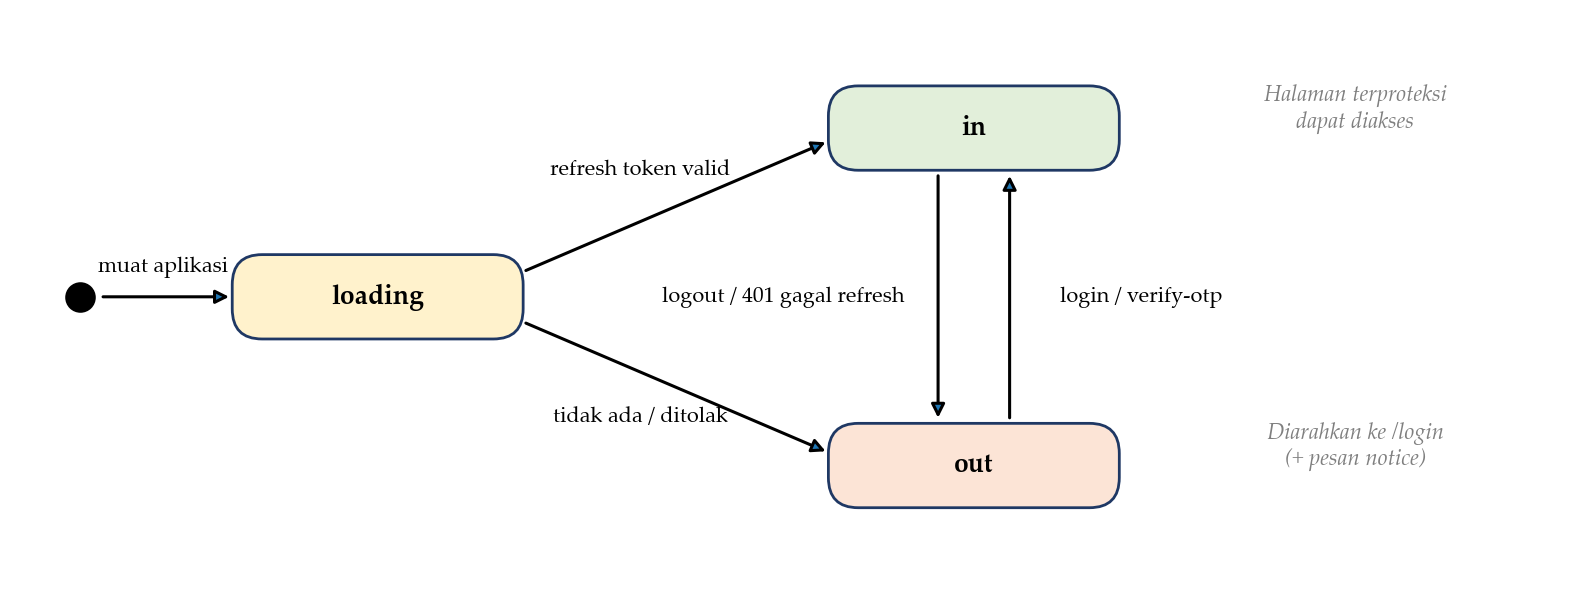 Halaman terproteksi
dapat diakses
in
refresh token valid
muat aplikasi
loading
logout / 401 gagal refresh
login / verify-otp
tidak ada / ditolak
Diarahkan ke /login
(+ pesan notice)
out